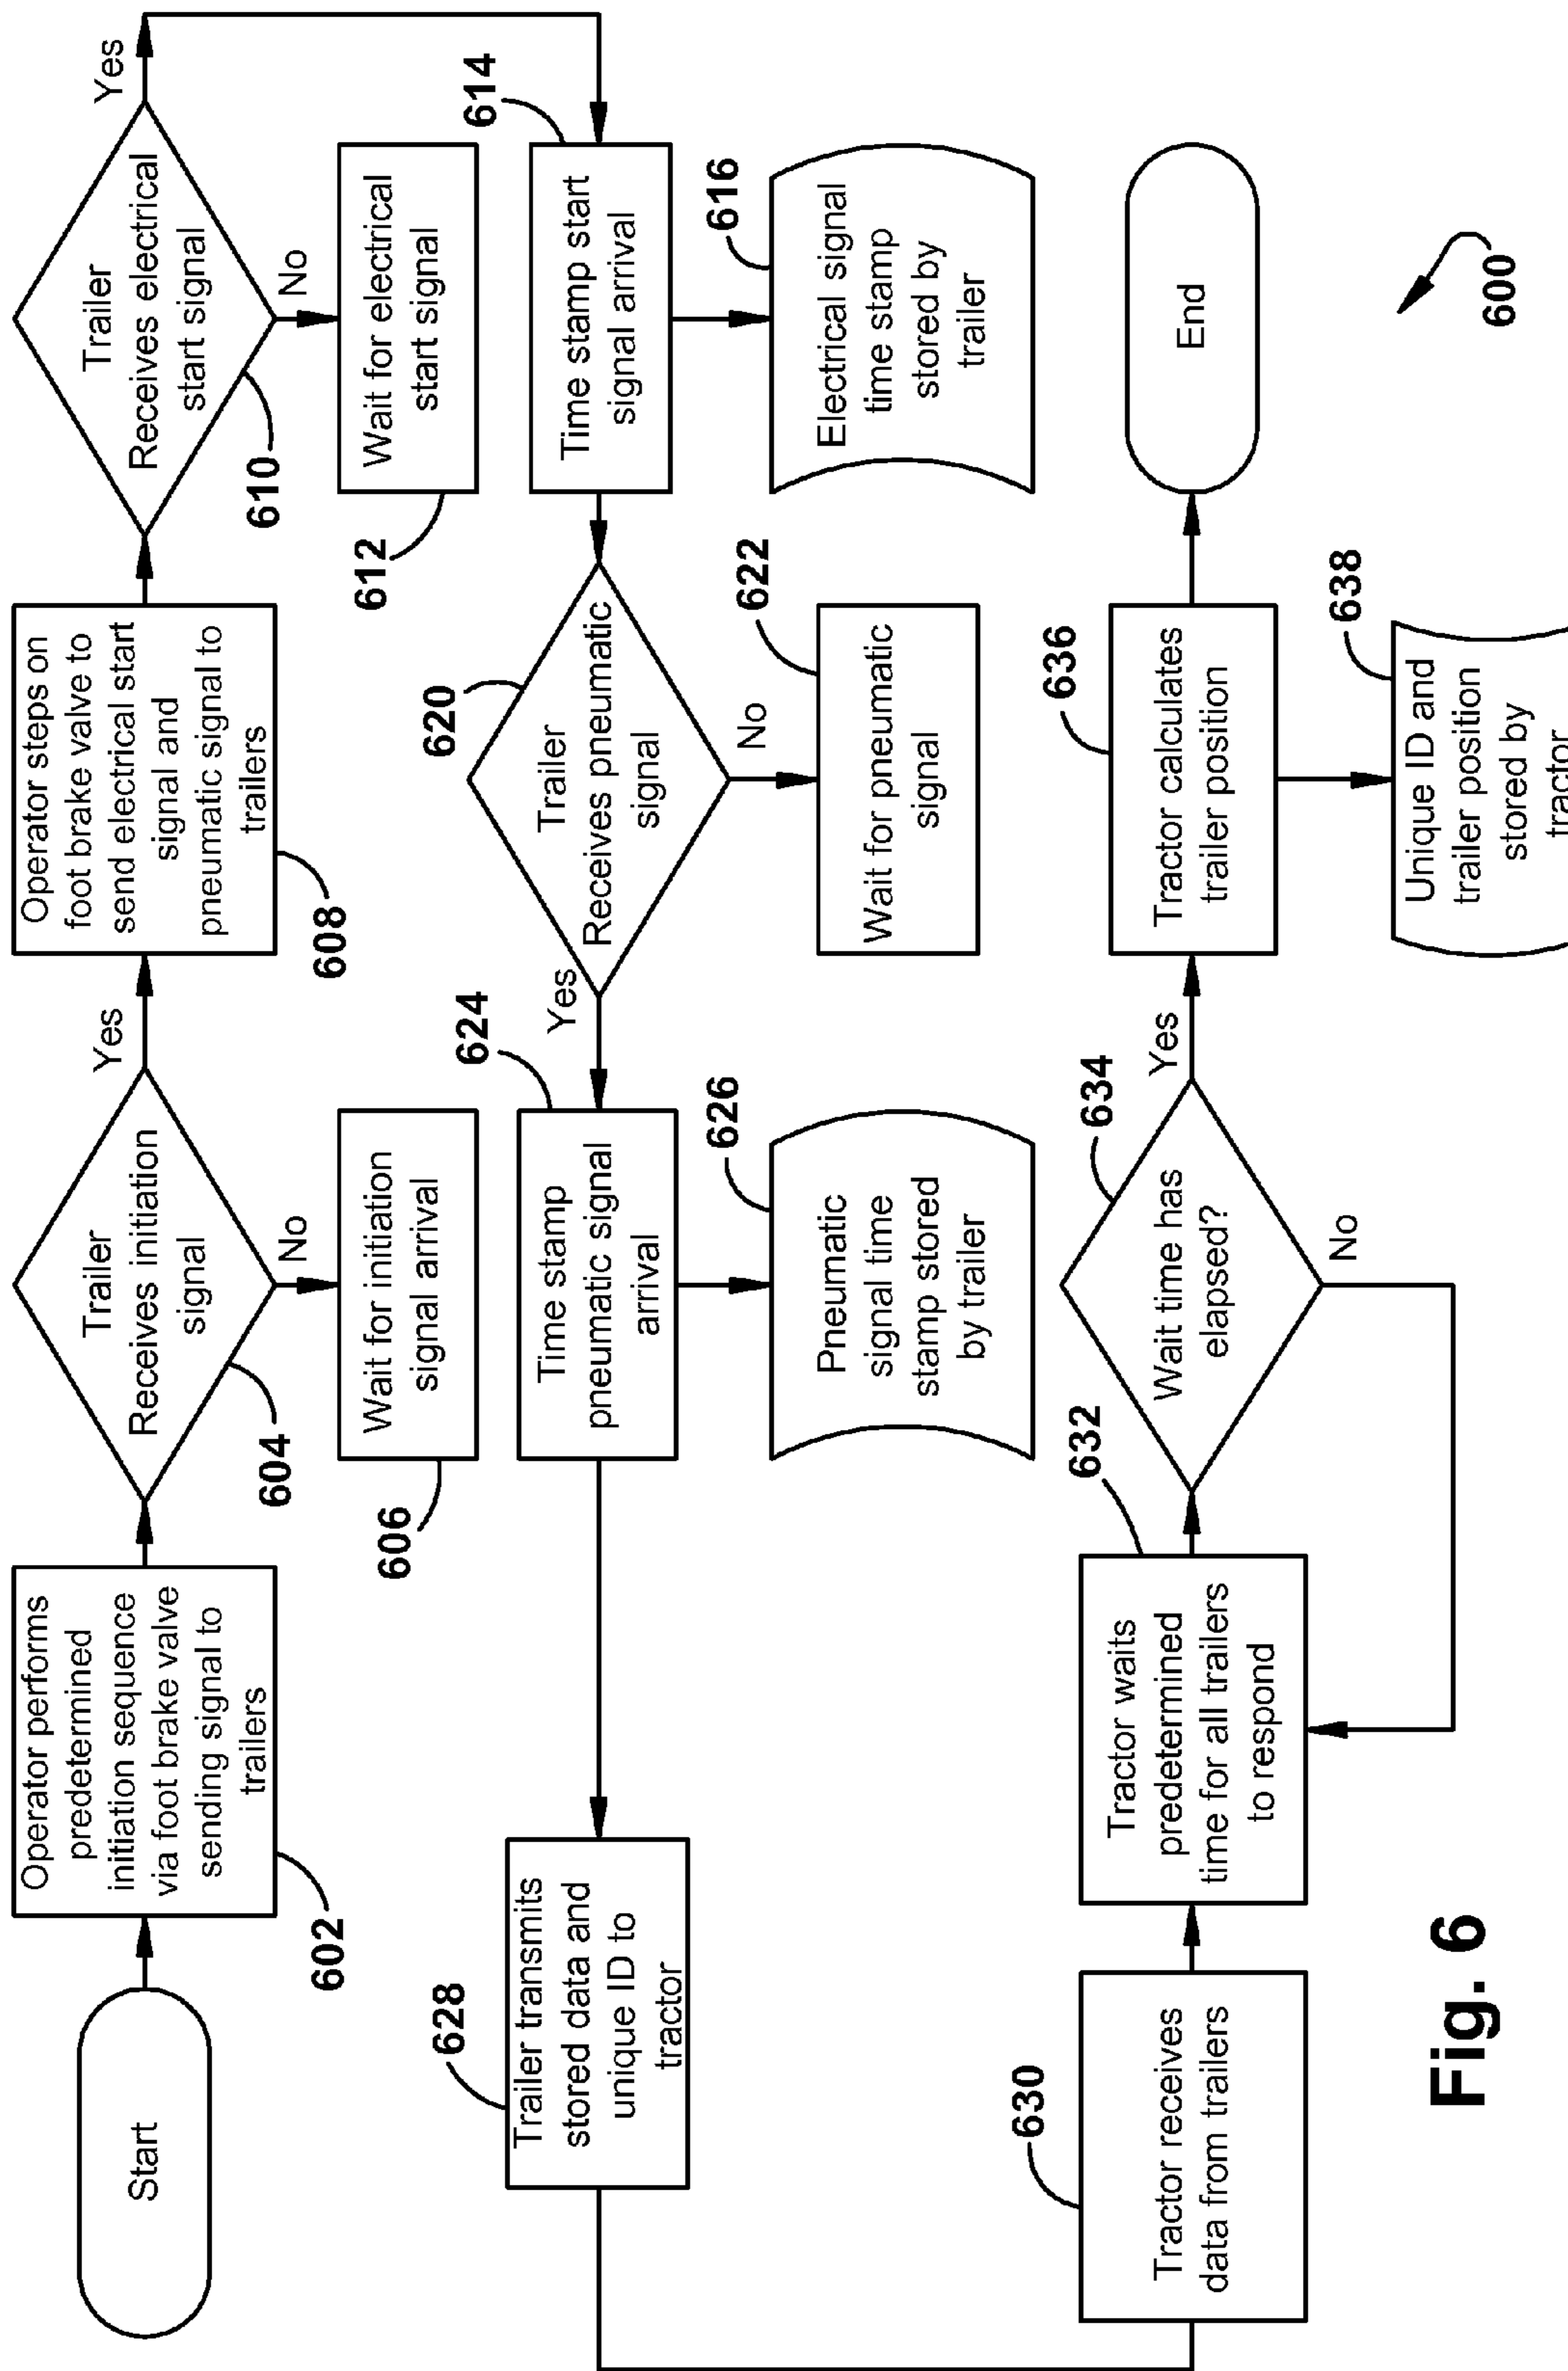 Start
Operator performs
predetermined
initiation sequence
via foot brake valve
sending signal to
trailers
602
Trailer
Receives initiation
signal
604
Yes
No
Wait for initiation
signal arrival
606
Operator steps on
foot brake valve to
send electrical start
signal and
pneumatic signal to
trailers
608
Trailer
Receives electrical
start signal
610
Yes
No
Wait for electrical
start signal
612
Time stamp start
signal arrival
614
Electrical signal
time stamp
stored by
trailer
616
Trailer
Receives pneumatic
signal
620
Yes
No
Wait for pneumatic
signal
622
Time stamp
pneumatic signal
arrival
624
Pneumatic
signal time
stamp stored
by trailer
626
Trailer transmits
stored data and
unique ID to
tractor
628
Tractor receives
data from trailers
630
Tractor waits
predetermined
time for all trailers
to respond
632
Wait time has
elapsed?
634
Yes
No
Tractor calculates
trailer position
636
Unique ID and
trailer position
stored by
tractor
638
End
600
Fig. 6